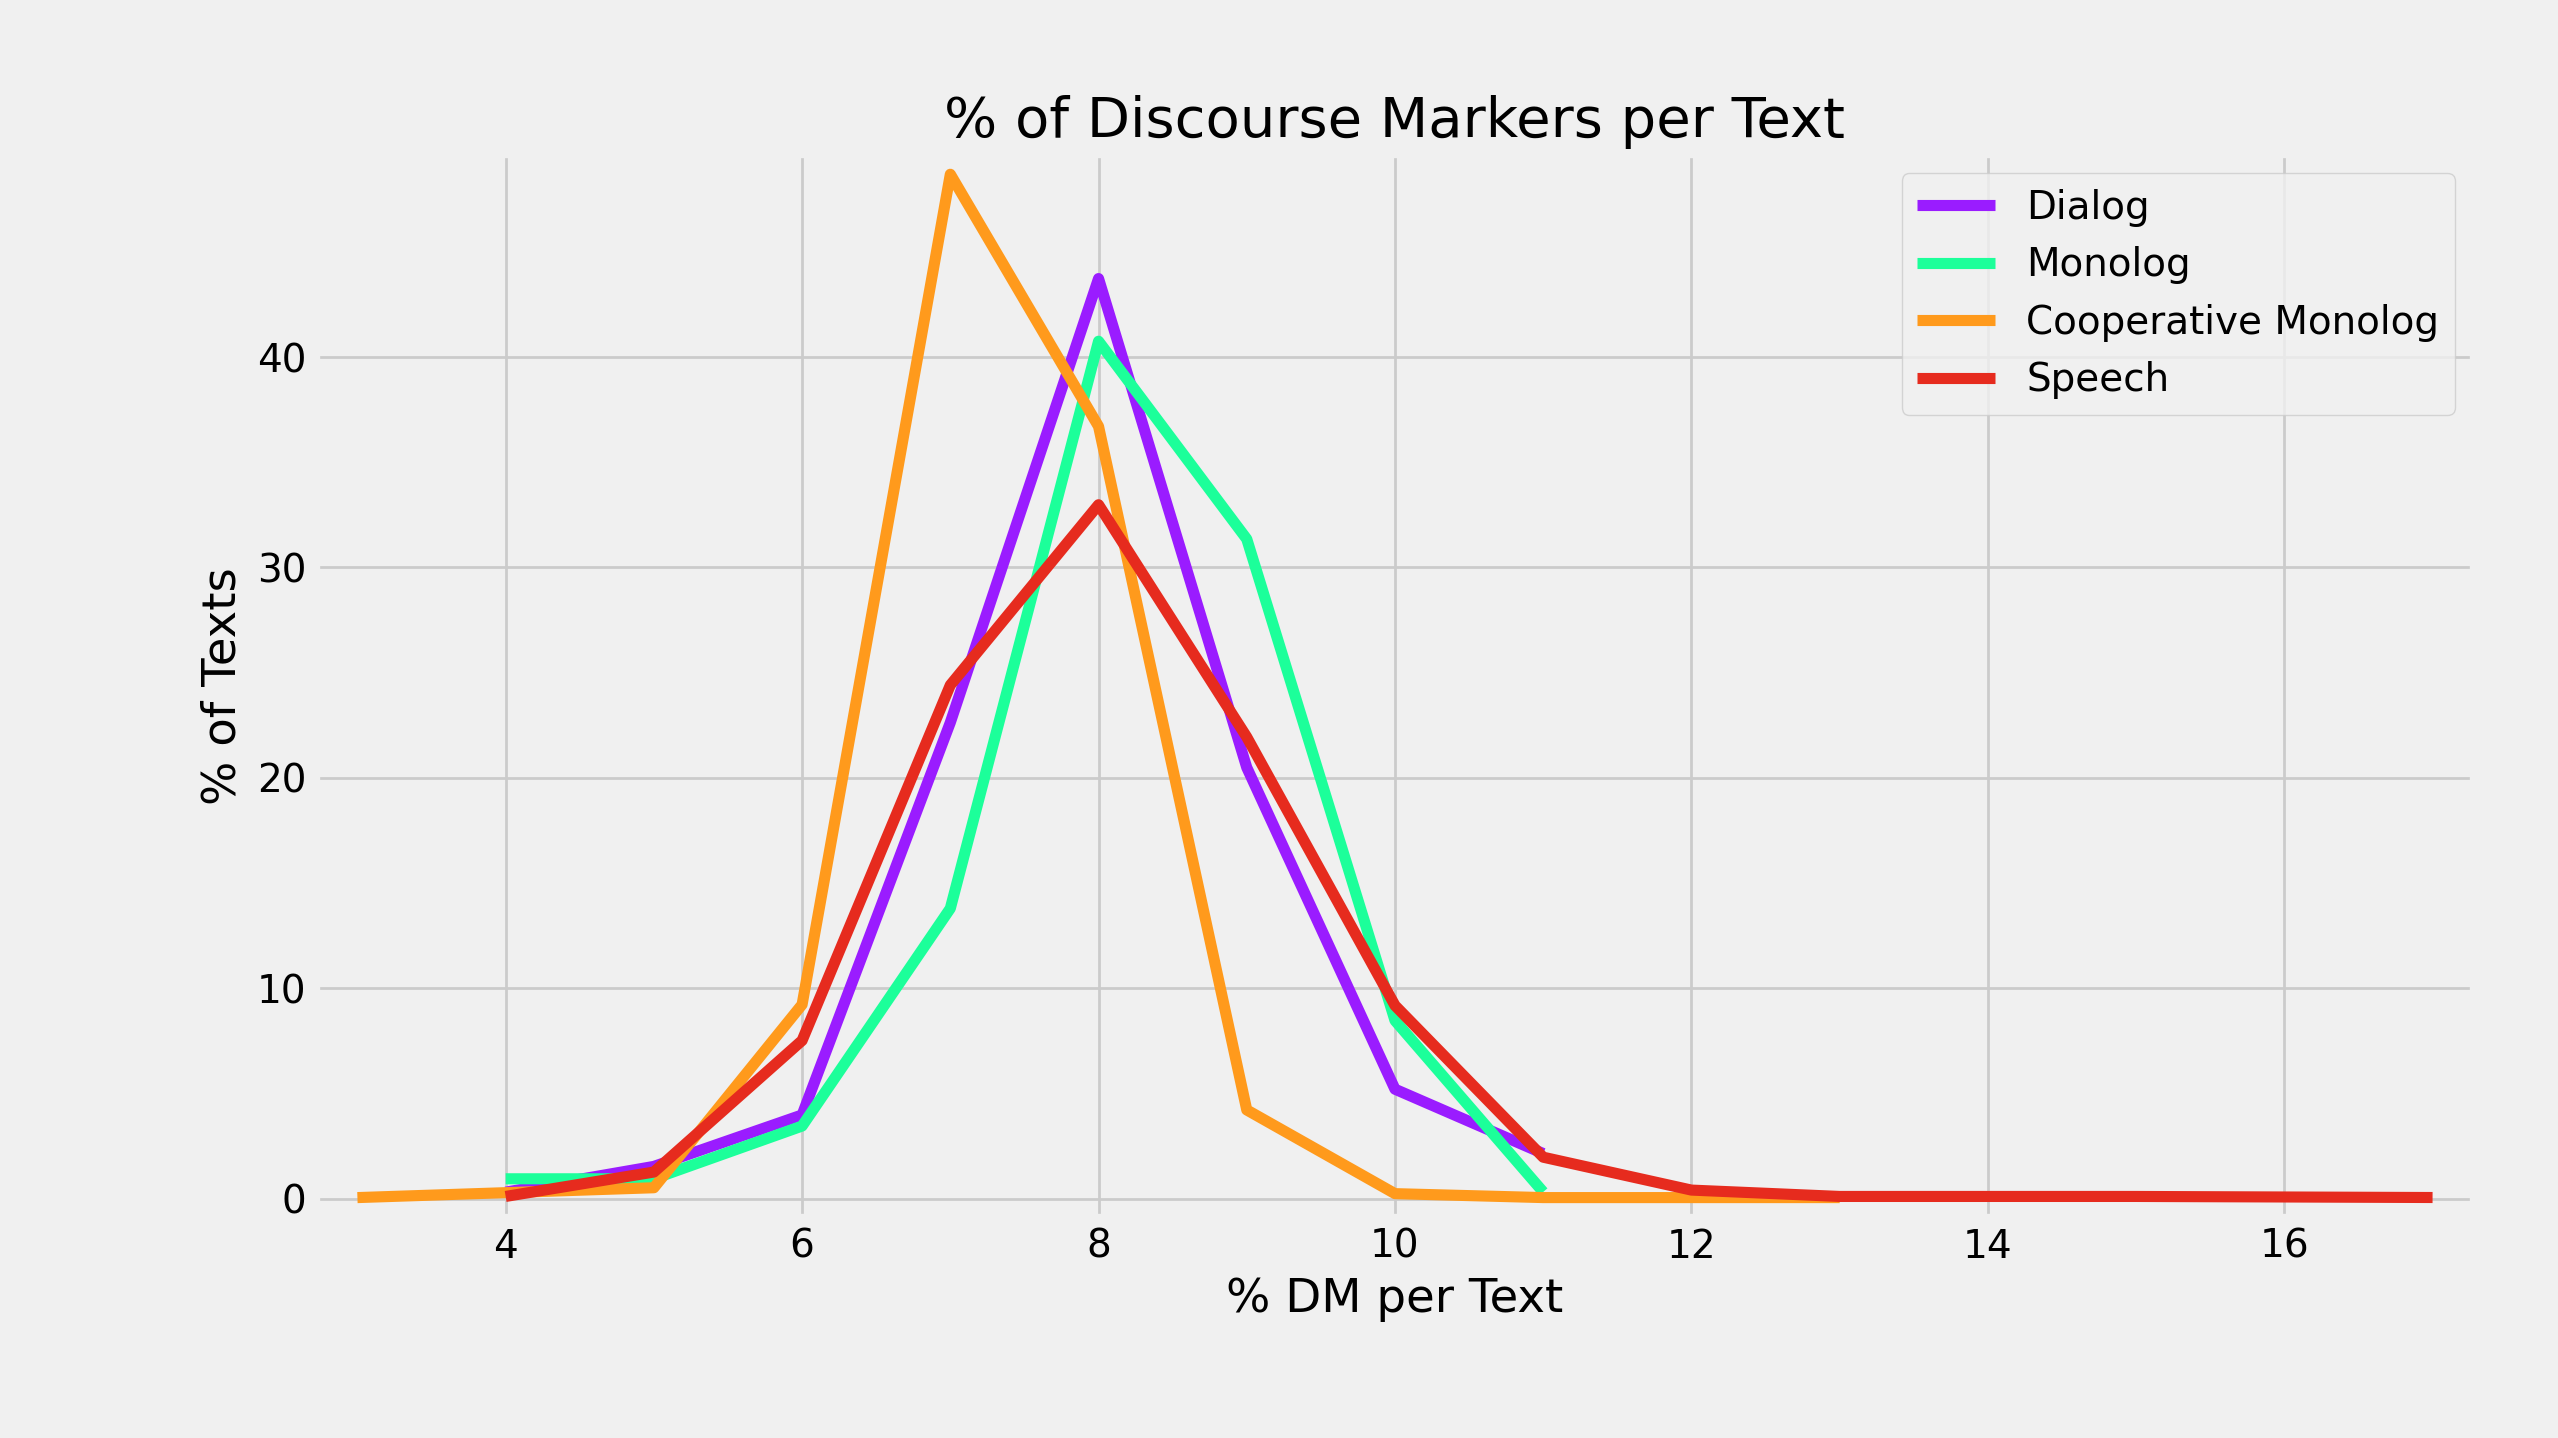 % of Discourse Markers per Text
Dialog
Monolog
Cooperative Monolog
Speech
% of Texts
40
30
20
10
0
4 6 8 10 12 14 16
% DM per Text